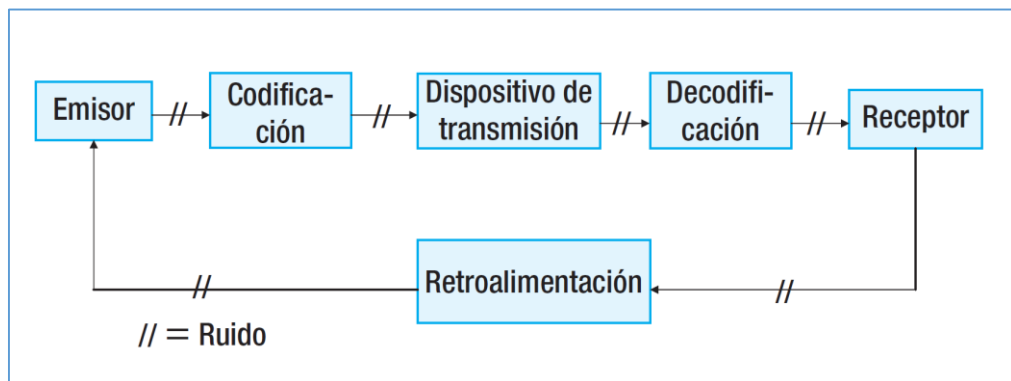 Emisor
//
Codifica-
ción
//
Dispositivo de
transmisión
//
Decodifi-
cación
//
Receptor
//
Retroalimentación
//
// = Ruido